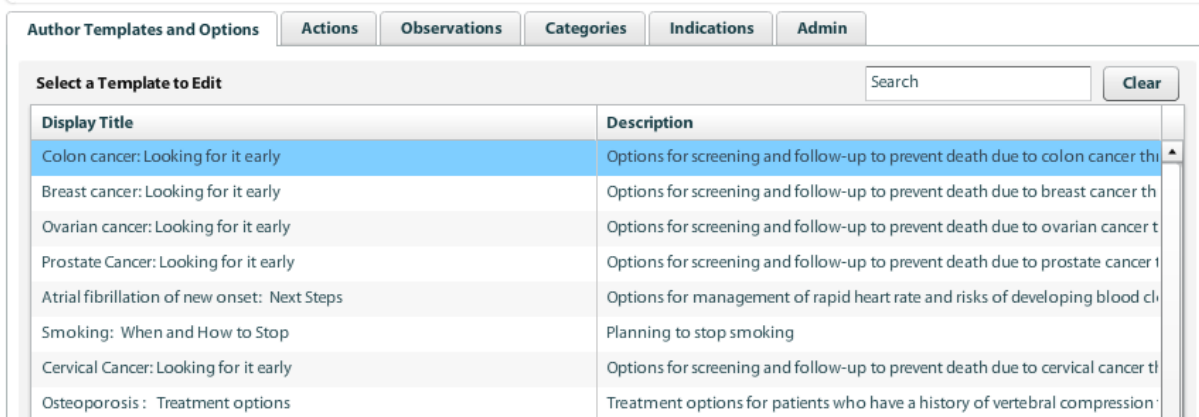 Author Templates and Options Actions Observations Categories Indications Admin
Select a Template to Edit Search Clear
Display Title Description
Colon cancer: Looking for it early Options for screening and follow-up to prevent death due to colon cancer
Breast cancer: Looking for it early Options for screening and follow-up to prevent death due to breast cancer th
Ovarian cancer: Looking for it early Options for screening and follow-up to prevent death due to ovarian cancer t
Prostate Cancer: Looking for it early Options for screening and follow-up to prevent death due to prostate cancer
Atrial fibrillation of new onset: Next Steps Options for management of rapid heart rate and risks of developing blood
Smoking: When and How to Stop Planning to stop smoking
Cervical Cancer: Looking for it early Options for screening and follow-up to prevent death due to cervical cancer
Osteoporosis : Treatment options Treatment options for patients who have a history of vertebral compression